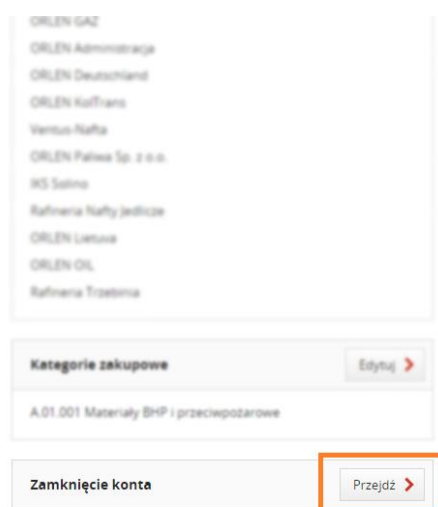 ORLEN GAZ
ORLEN Administracja
ORLEN Deutschland
ORLEN KolTrans
Ventus-Nafta
ORLEN Paliwa Sp. z o.o.
IKS Solino
Rafineria Nafty Jedlicze
ORLEN Lietuva
ORLEN OIL
Rafineria Trzebinia
Kategorie zakupowe
Edytuj
A.01.001 Materiały BHP i przeciwpożarowe
Zamknięcie konta
Przejdź